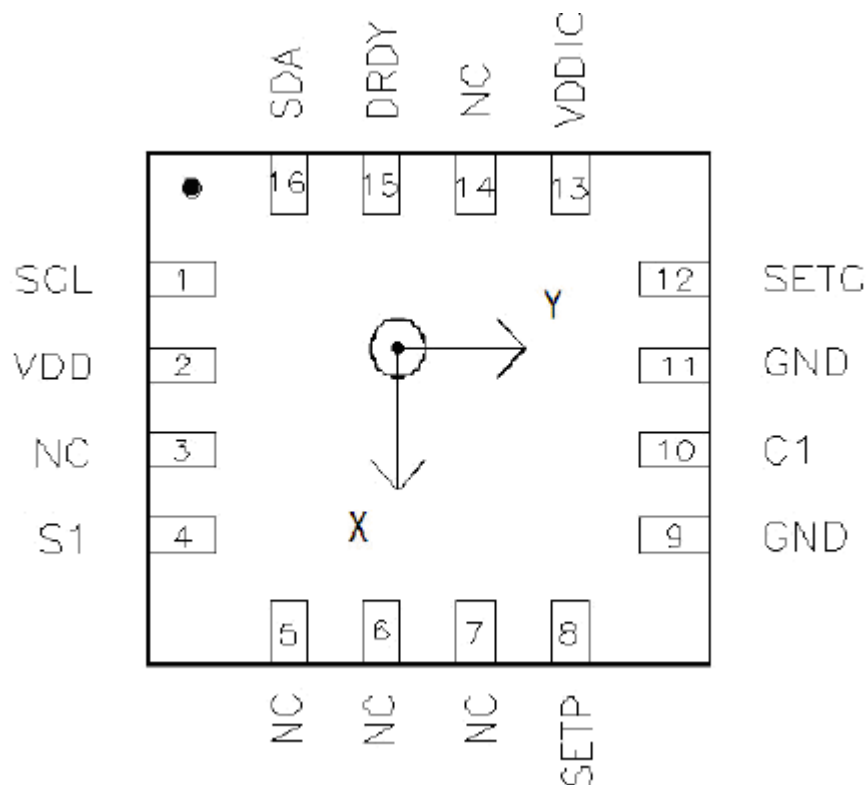 SDA
DRDY
NC
VDDIC
16
15
14
13
SCL 1
12 SETC
Y
VDD 2
11 GND
NC 3
10 C1
X
S1 4
9 GND
5
6
7
8
NC
NC
NC
SETP